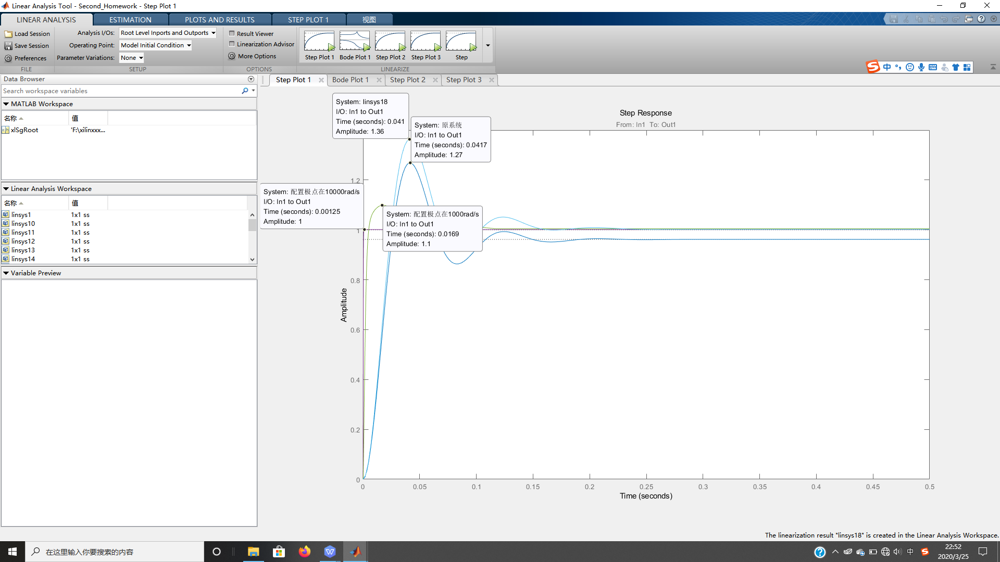 Linear Analysis Tool - Second_Homework - Step Plot 1
LINEAR ANALYSIS
ESTIMATION
PLOTS AND RESULTS
STEP PLOT 1
视图
Load Session
Save Session
Preferences
FILE
Analysis I/Os: Root Level Inports and Outports
Operating Point: Model Initial Condition
Parameter Variations: None
SETUP
Result Viewer
Linearization Advisor
More Options
OPTIONS
Step Plot 1
Bode Plot 1
Step Plot 2
Step Plot 3
Step
LINEARIZE
中
Data Browser
Search workspace variables
MATLAB Workspace
名称 值
xlSgRoot 'F:\xilinxxx...
Linear Analysis Workspace
名称 值
linsys1 1x1 ss
linsys10 1x1 ss
linsys11 1x1 ss
linsys12 1x1 ss
linsys13 1x1 ss
linsys14 1x1 ss
Variable Preview
Step Plot 1
Bode Plot 1
Step Plot 2
Step Plot 3
Step Response
From: In1 To: Out1
System: linsys18
I/O: In1 to Out1
Time (seconds): 0.041
Amplitude: 1.36
System: 原系统
I/O: In1 to Out1
Time (seconds): 0.0417
Amplitude: 1.27
System: 配置极点在10000rad/s
I/O: In1 to Out1
Time (seconds): 0.00125
Amplitude: 1
System: 配置极点在1000rad/s
I/O: In1 to Out1
Time (seconds): 0.0169
Amplitude: 1.1
1.2
1
0.8
0.6
0.4
0.2
0
Amplitude
0 0.05 0.1 0.15 0.2 0.25 0.3 0.35 0.4 0.45 0.5
Time (seconds)
The linearization result "linsys18" is created in the Linear Analysis Workspace.
在这里输入你要搜索的内容
中
22:52
2020/3/25